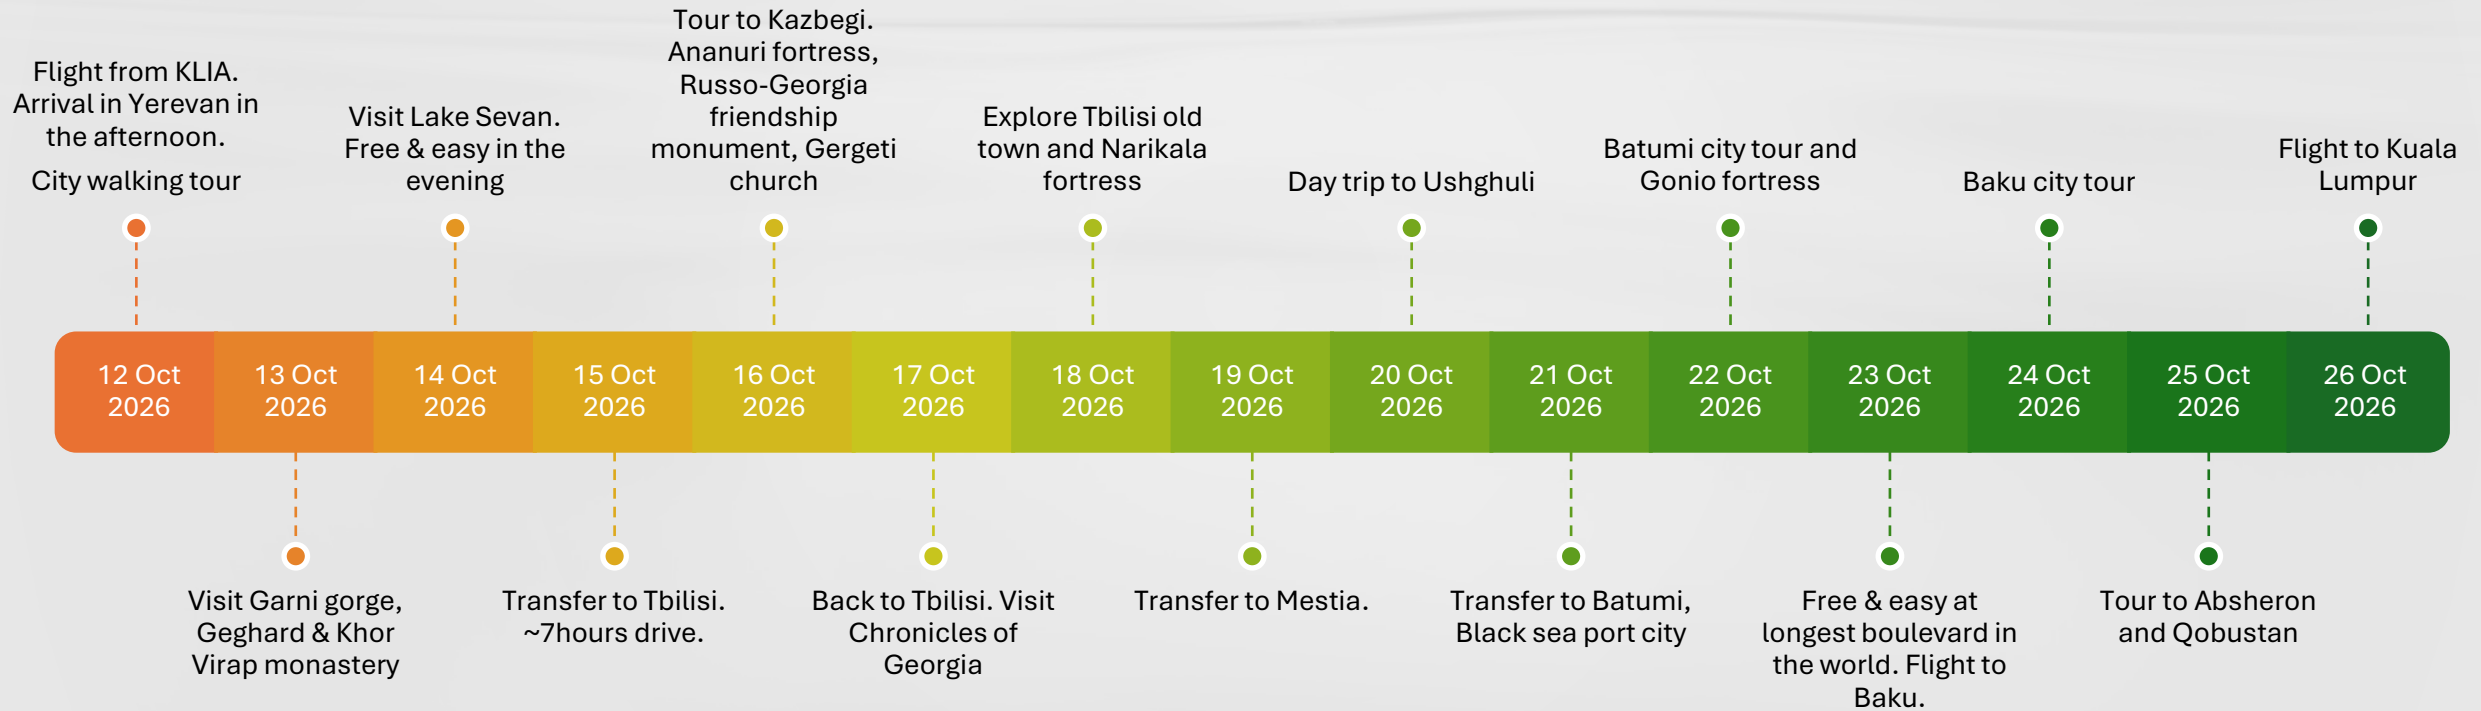 Flight from KLIA.
Arrival in Yerevan in
the afternoon.
City walking tour
Visit Lake Sevan.
Free & easy in the
evening
Tour to Kazbegi.
Ananuri fortress,
Russo-Georgia
friendship
monument, Gergeti
church
Explore Tbilisi old
town and Narikala
fortress
Day trip to Ushghuli
Batumi city tour and
Gonio fortress
Baku city tour
Flight to Kuala
Lumpur
12 Oct
2026
13 Oct
2026
14 Oct
2026
15 Oct
2026
16 Oct
2026
17 Oct
2026
18 Oct
2026
19 Oct
2026
20 Oct
2026
21 Oct
2026
22 Oct
2026
23 Oct
2026
24 Oct
2026
25 Oct
2026
26 Oct
2026
Visit Garni gorge,
Geghard & Khor
Virap monastery
Transfer to Tbilisi.
~7hours drive.
Back to Tbilisi. Visit
Chronicles of
Georgia
Transfer to Mestia.
Transfer to Batumi,
Black sea port city
Free & easy at
longest boulevard in
the world. Flight to
Baku.
Tour to Absheron
and Qobustan